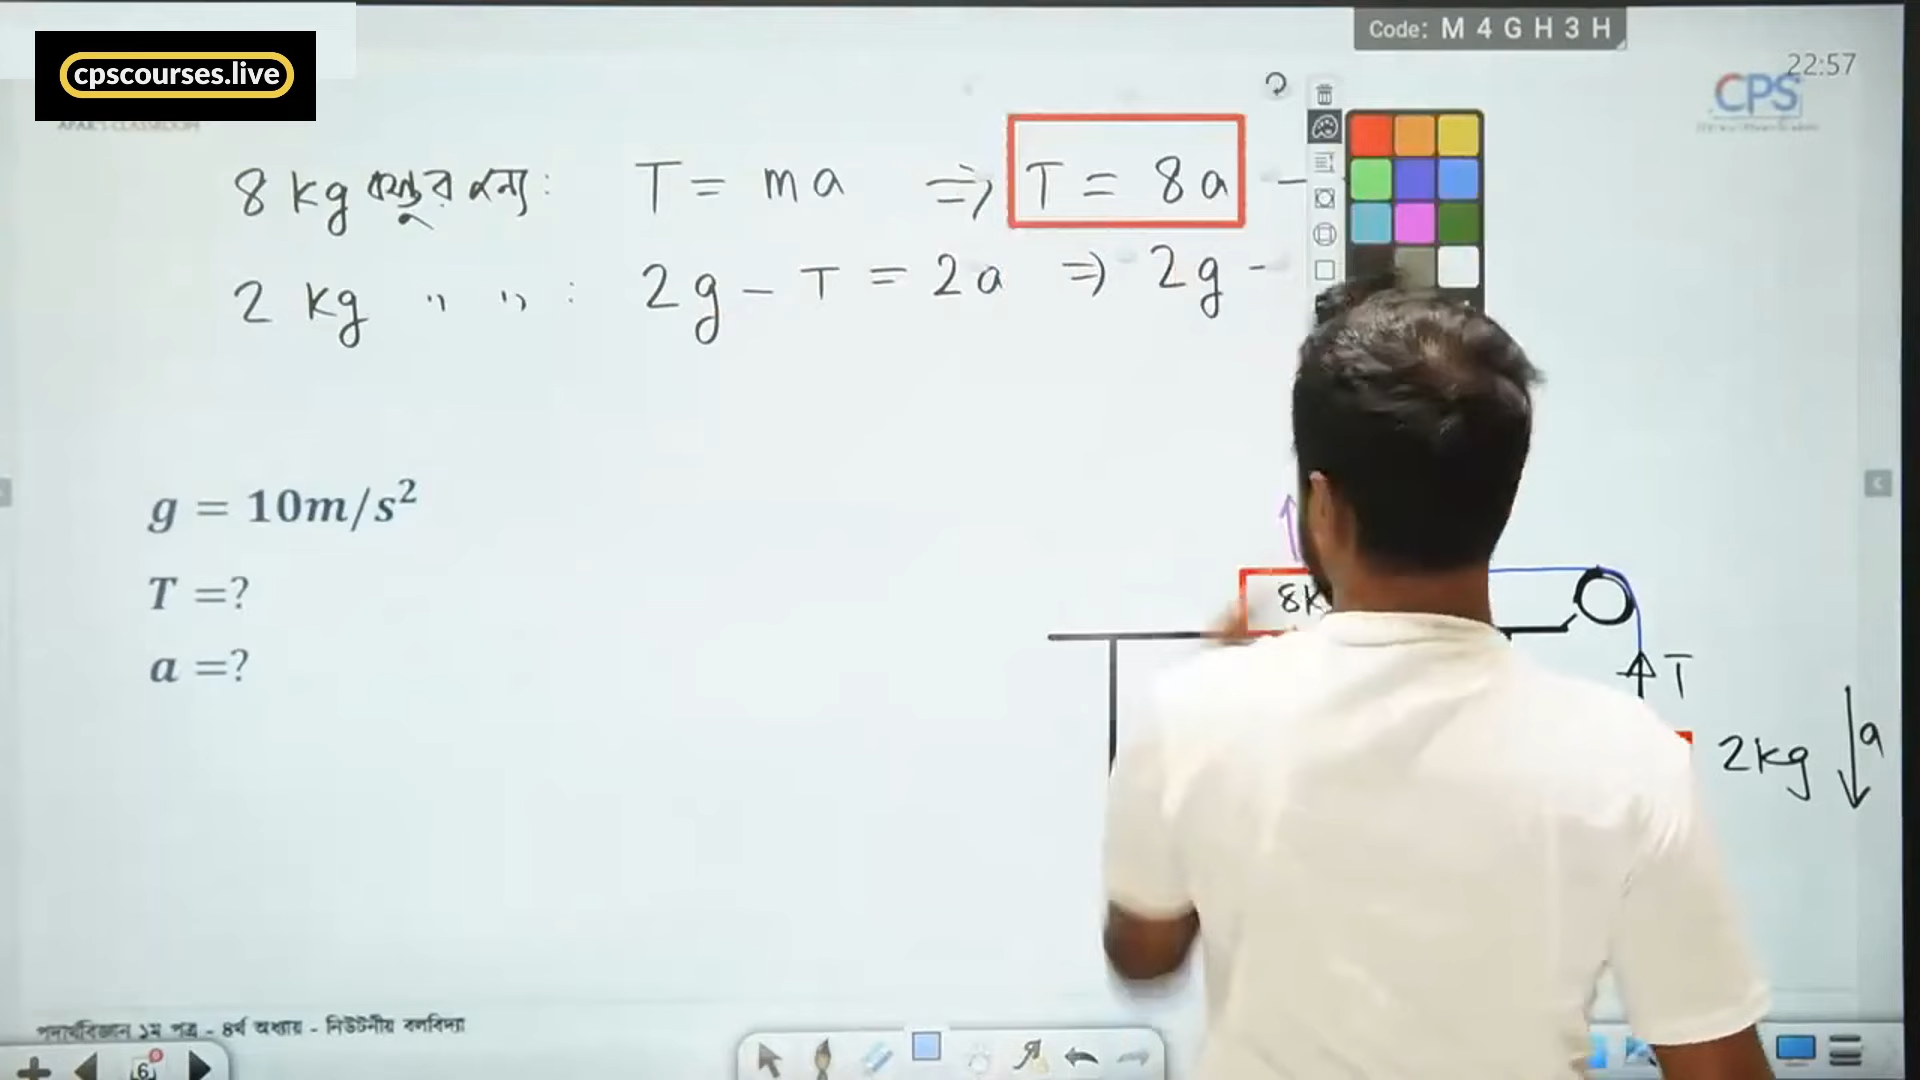 Code: M 4 G H 3 H
cpscourses.live
22:57
CPS
8 kg বস্তুর জন্য : T = ma ⇒ T = 8a -
2 kg " " : 2g - T = 2a ⇒ 2g -
g = 10m/s²
T =?
a =?
8k
T
2kg
a
পদার্থবিজ্ঞান ১ম পত্র - ৪র্থ অধ্যায় - নিউটনীয় বলবিদ্যা
6